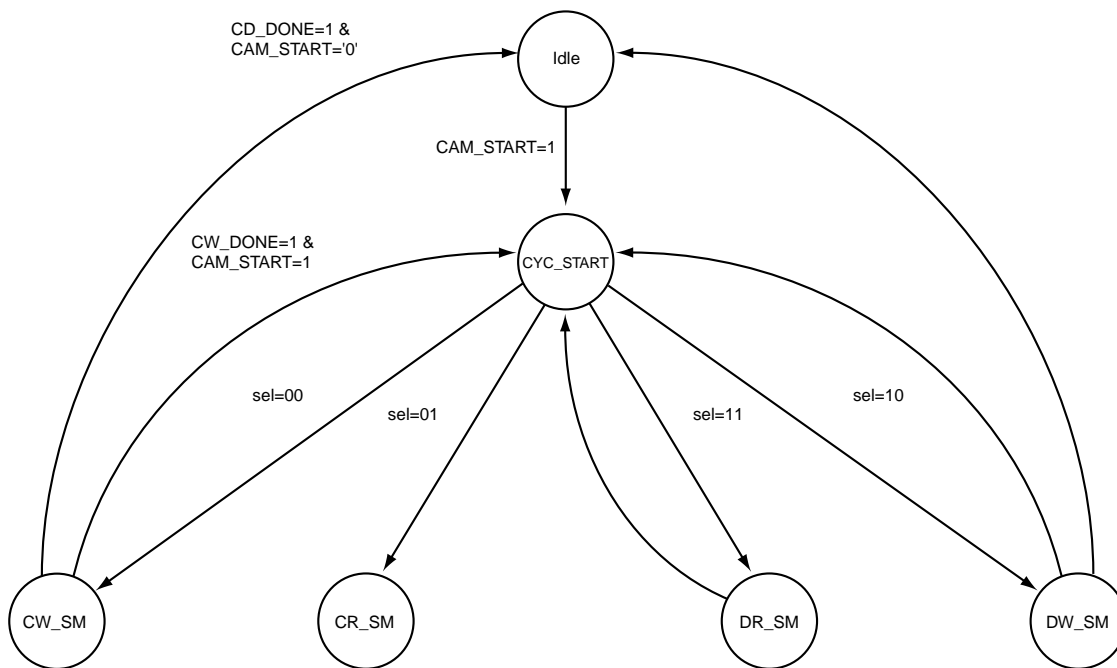 CD_DONE=1 &
CAM_START='0'
Idle
CAM_START=1
CW_DONE=1 &
CAM_START=1
CYC_START
sel=00
sel=01
sel=11
sel=10
CW_SM
CR_SM
DR_SM
DW_SM